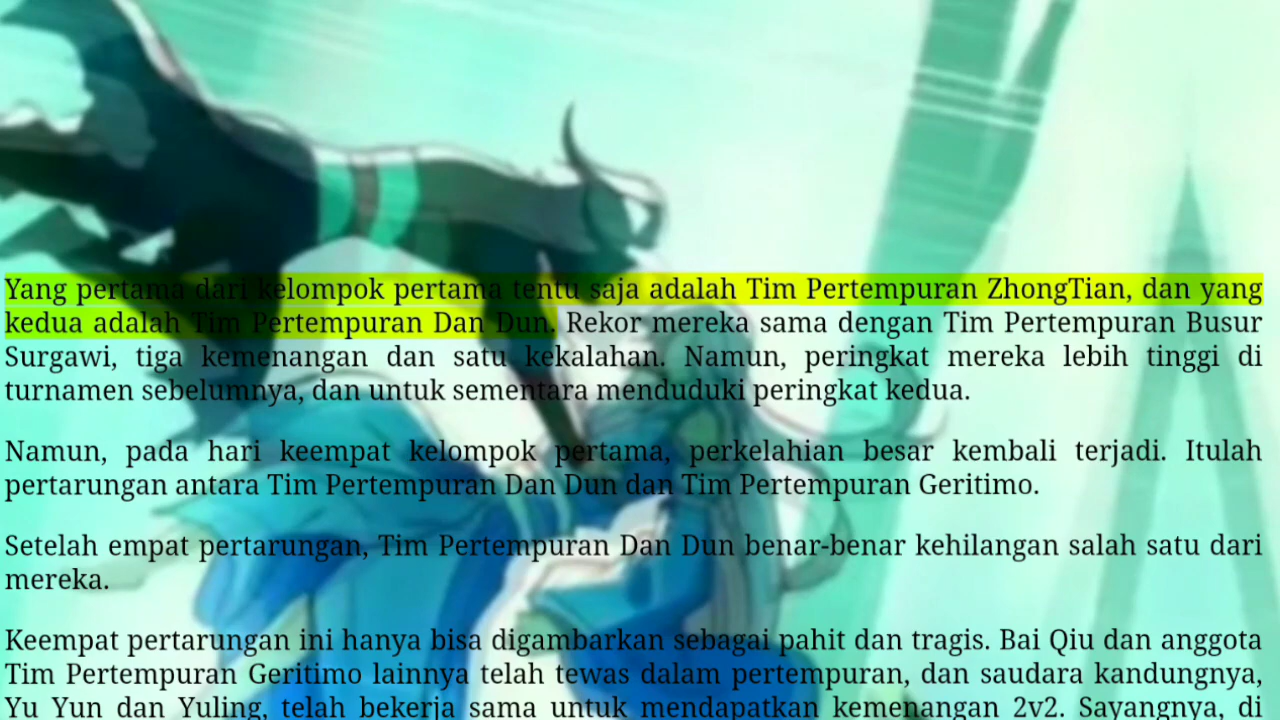 Yang pertama dari kelompok pertama tentu saja adalah Tim Pertempuran ZhongTian, dan yang
kedua adalah Tim Pertempuran Dan Dun. Rekor mereka sama dengan Tim Pertempuran Busur
Surgawi, tiga kemenangan dan satu kekalahan. Namun, peringkat mereka lebih tinggi di
turnamen sebelumnya, dan untuk sementara menduduki peringkat kedua.
Namun, pada hari keempat kelompok pertama, perkelahian besar kembali terjadi. Itulah
pertarungan antara Tim Pertempuran Dan Dun dan Tim Pertempuran Geritimo.
Setelah empat pertarungan, Tim Pertempuran Dan Dun benar-benar kehilangan salah satu dari
mereka.
Keempat pertarungan ini hanya bisa digambarkan sebagai pahit dan tragis. Bai Qiu dan anggota
Tim Pertempuran Geritimo lainnya telah tewas dalam pertempuran, dan saudara kandungnya,
Yu Yun dan Yuling, telah bekerja sama untuk mendapatkan kemenangan 2v2. Sayangnya, di